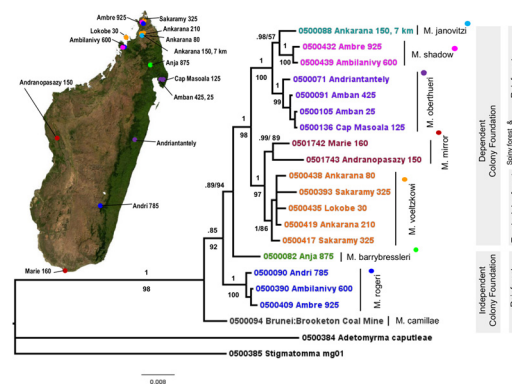 Ambre 925
Sakaramy 325
Lokobe 30
Ankarana 210
Ankarana 80
Ambilanivy 600
Ankarana 150, 7 km
Anja 875
Andranopasazy 150
Cap Masoala 125
Amban 425, 25
Andriantantely
Andri 785
Marie 160
0500088 Ankarana 150, 7 km
M. janovitzi
.98/57
0500432 Ambre 925
M. shadow
1
100
0500439 Ambilanivy 600
0500071 Andriantantely
1
100
0500091 Amban 425
1
99
0500105 Amban 25
0500136 Cap Masoala 125
M. oberthueri
1
98
.99/ 89
0501742 Marie 160
0501743 Andranopasazy 150
M. mirror
0500438 Ankarana 80
1
97
0500393 Sakaramy 325
.89/94
0500435 Lokobe 30
0500419 Ankarana 210
1/86
0500417 Sakaramy 325
M. voeltzkowi
.85
92
0500082 Anja 875
M. barrybressleri
0500090 Andri 785
1
100
0500390 Ambilanivy 600
0500409 Ambre 925
M. rogeri
1
98
0500094 Brunei:Brooketon Coal Mine
M. camillae
0500384 Adetomyrma caputleae
0500385 Stigmatomma mg01
0.008
Dependent
Colony Foundation
Independent
Colony Foundation
Spiny forest &